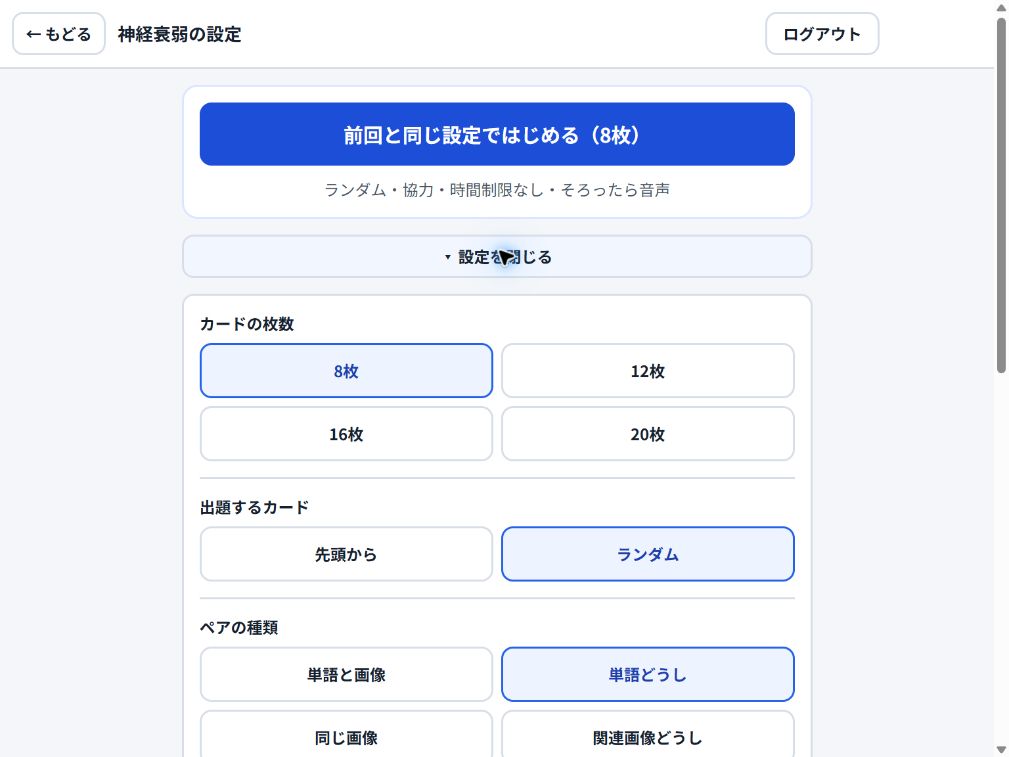 ← もどる
神経衰弱の設定
ログアウト
前回と同じ設定ではじめる（8枚）
ランダム・協力・時間制限なし・そろったら音声
▾ 設定を閉じる
カードの枚数
8枚
12枚
16枚
20枚
出題するカード
先頭から
ランダム
ペアの種類
単語と画像
単語どうし
同じ画像
関連画像どうし